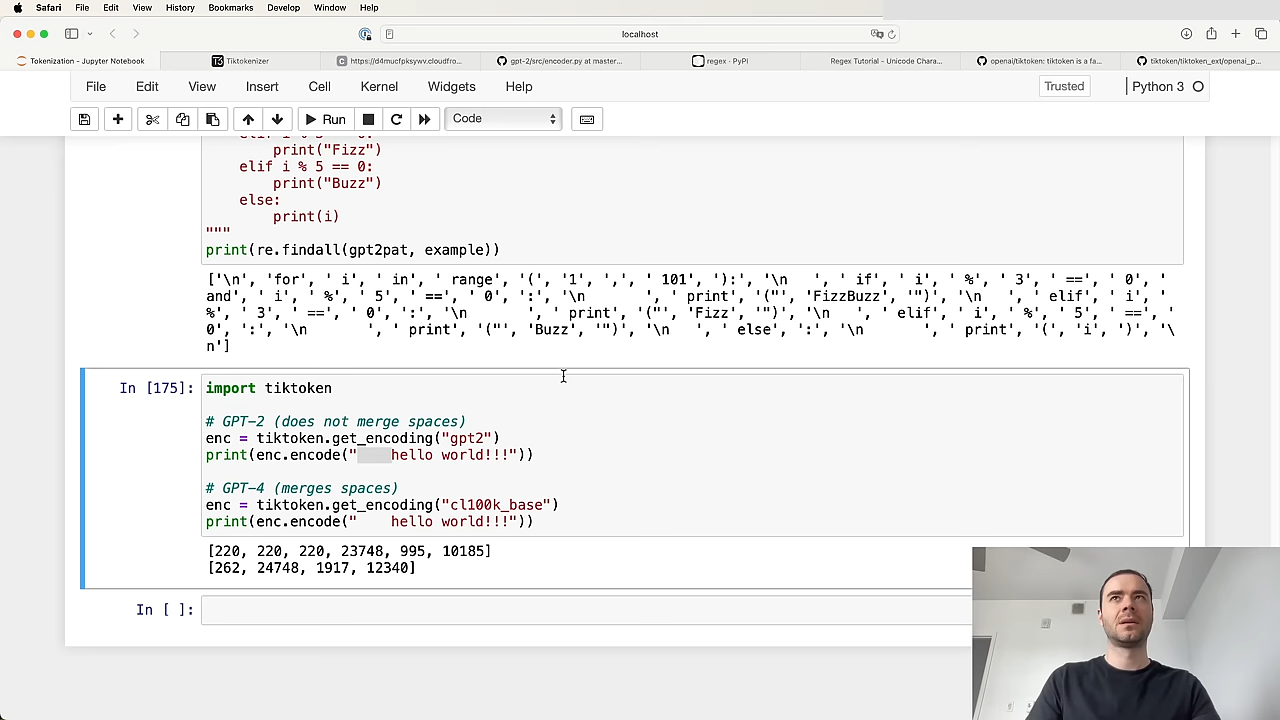 Safari File Edit View History Bookmarks Develop Window Help
localhost
Tokenization - Jupyter Notebook
Tiktokenizer
https://d4mucfpksywv.cloudfro...
gpt-2/src/encoder.py at master...
regex · PyPI
Regex Tutorial - Unicode Chara...
openai/tiktoken: tiktoken is a fa...
tiktoken/tiktoken_ext/openai_p...
File Edit View Insert Cell Kernel Widgets Help
Trusted
Python 3
Run
Code
print("Fizz")
elif i % 5 == 0:
print("Buzz")
else:
print(i)
"""
print(re.findall(gpt2pat, example))
['\n', 'for', ' i', ' in', ' range', '(', '1', ',', ' 101', '):', '\n   ', ' if', ' i', ' %', ' 3', ' ==', ' 0', '
and', ' i', ' %', ' 5', ' ==', ' 0', ':', '\n       ', ' print', '("', 'FizzBuzz', '")', '\n   ', ' elif', ' i', '
%', ' 3', ' ==', ' 0', ':', '\n       ', ' print', '("', 'Fizz', '")', '\n   ', ' elif', ' i', ' %', ' 5', ' ==', '
0', ':', '\n       ', ' print', '("', 'Buzz', '")', '\n   ', ' else', ':', '\n       ', ' print', '(', 'i', ')', '\
n']
In [175]:
import tiktoken
# GPT-2 (does not merge spaces)
enc = tiktoken.get_encoding("gpt2")
print(enc.encode("    hello world!!!"))
# GPT-4 (merges spaces)
enc = tiktoken.get_encoding("cl100k_base")
print(enc.encode("    hello world!!!"))
[220, 220, 220, 23748, 995, 10185]
[262, 24748, 1917, 12340]
In [ ]: